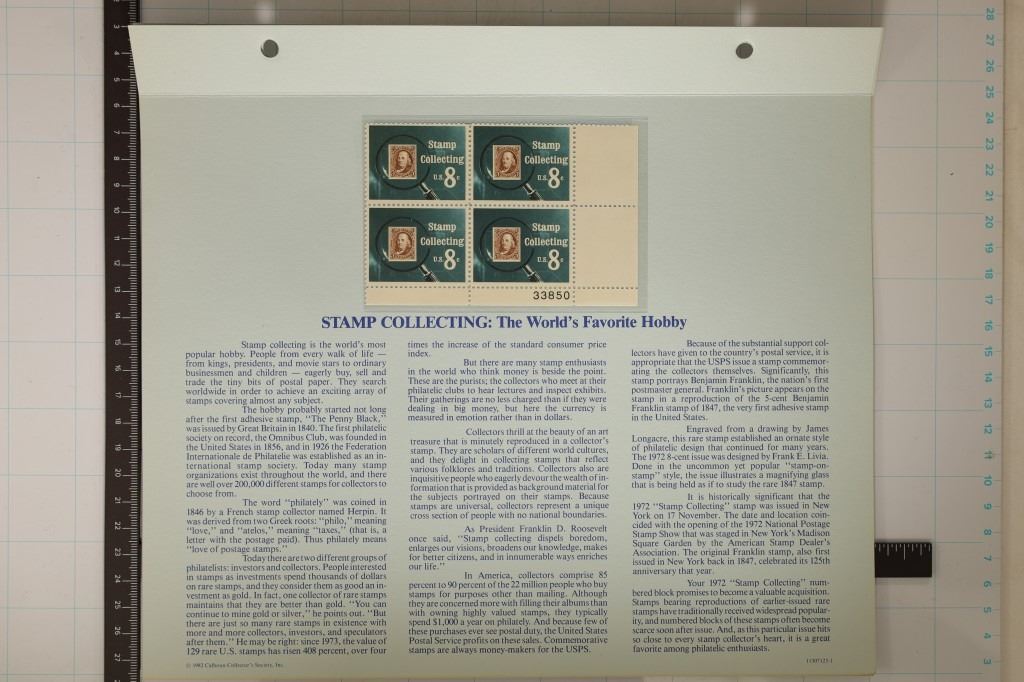 Stamp
Collecting
U.S. 8c
Stamp
Collecting
U.S. 8c
Stamp
Collecting
U.S. 8c
Stamp
Collecting
U.S. 8c
33850
STAMP COLLECTING: The World's Favorite Hobby
Stamp collecting is the world's most
popular hobby. People from every walk of life —
from kings, presidents, and movie stars to ordinary
businessmen and children — eagerly buy, sell and
trade the tiny bits of postal paper. They search
worldwide in order to achieve an exciting array of
stamps covering almost any subject.
The hobby probably started not long
after the first adhesive stamp, "The Penny Black,"
was issued by Great Britain in 1840. The first philatelic
society on record, the Omnibus Club, was founded in
the United States in 1856, and in 1926 the Federation
Internationale de Philatelie was established as an in-
ternational stamp society. Today many stamp
organizations exist throughout the world, and there
are well over 200,000 different stamps for collectors to
choose from.
The word "philately" was coined in
1846 by a French stamp collector named Herpin. It
was derived from two Greek roots: "philo," meaning
"love," and "atelos," meaning "taxes," (that is, a
letter with the postage paid). Thus philately means
"love of postage stamps."
Today there are two different groups of
philatelists: investors and collectors. People interested
in stamps as investments spend thousands of dollars
on rare stamps, and they consider them as good an in-
vestment as gold. In fact, one collector of rare stamps
maintains that they are better than gold. "You can
continue to mine gold or silver," he points out. "But
there are just so many rare stamps in existence with
more and more collectors, investors, and speculators
after them." He may be right: since 1973, the value of
129 rare U.S. stamps has risen 408 percent, over four
times the increase of the standard consumer price
index.
But there are many stamp enthusiasts
in the world who think money is beside the point.
These are the purists; the collectors who meet at their
philatelic clubs to hear lectures and inspect exhibits.
Their gatherings are no less charged than if they were
dealing in big money, but here the currency is
measured in emotion rather than in dollars.
Collectors thrill at the beauty of an art
treasure that is minutely reproduced in a collector's
stamp. They are scholars of different world cultures,
and they delight in collecting stamps that reflect
various folklores and traditions. Collectors also are
inquisitive people who eagerly devour the wealth of in-
formation that is provided as background material for
the subjects portrayed on their stamps. Because
stamps are universal, collectors represent a unique
cross section of people with no national boundaries.
As President Franklin D. Roosevelt
once said, "Stamp collecting dispels boredom,
enlarges our visions, broadens our knowledge, makes
for better citizens, and in innumerable ways enriches
our life."
In America, collectors comprise 85
percent to 90 percent of the 22 million people who buy
stamps for purposes other than mailing. Although
they are concerned more with filling their albums than
with owning highly valued stamps, they typically
spend $1,000 a year on philately. And because few of
these purchases ever see postal duty, the United States
Postal Service profits on these sales. Commemorative
stamps are always money-makers for the USPS.
Because of the substantial support col-
lectors have given to the country's postal service, it is
appropriate that the USPS issue a stamp commemor-
ating the collectors themselves. Significantly, this
stamp portrays Benjamin Franklin, the nation's first
postmaster general. Franklin's picture appears on the
stamp in a reproduction of the 5-cent Benjamin
Franklin stamp of 1847, the very first adhesive stamp
in the United States.
Engraved from a drawing by James
Longacre, this rare stamp established an ornate style
of philatelic design that continued for many years.
The 1972 8-cent issue was designed by Frank E. Livia.
Done in the uncommon yet popular "stamp-on-
stamp" style, the issue illustrates a magnifying glass
that is being held as if to study the rare 1847 stamp.
It is historically significant that the
1972 "Stamp Collecting" stamp was issued in New
York on 17 November. The date and location coin-
cided with the opening of the 1972 National Postage
Stamp Show that was staged in New York's Madison
Square Garden by the American Stamp Dealer's
Association. The original Franklin stamp, also first
issued in New York back in 1847, celebrated its 125th
anniversary that year.
Your 1972 "Stamp Collecting" num-
bered block promises to become a valuable acquisition.
Stamps bearing reproductions of earlier-issued rare
stamps have traditionally received widespread popular-
ity, and numbered blocks of these stamps often become
scarce soon after issue. And, as this particular issue hits
so close to every stamp collector's heart, it is a great
favorite among philatelic enthusiasts.
© 1982 Calhoun Collector's Society, Inc.